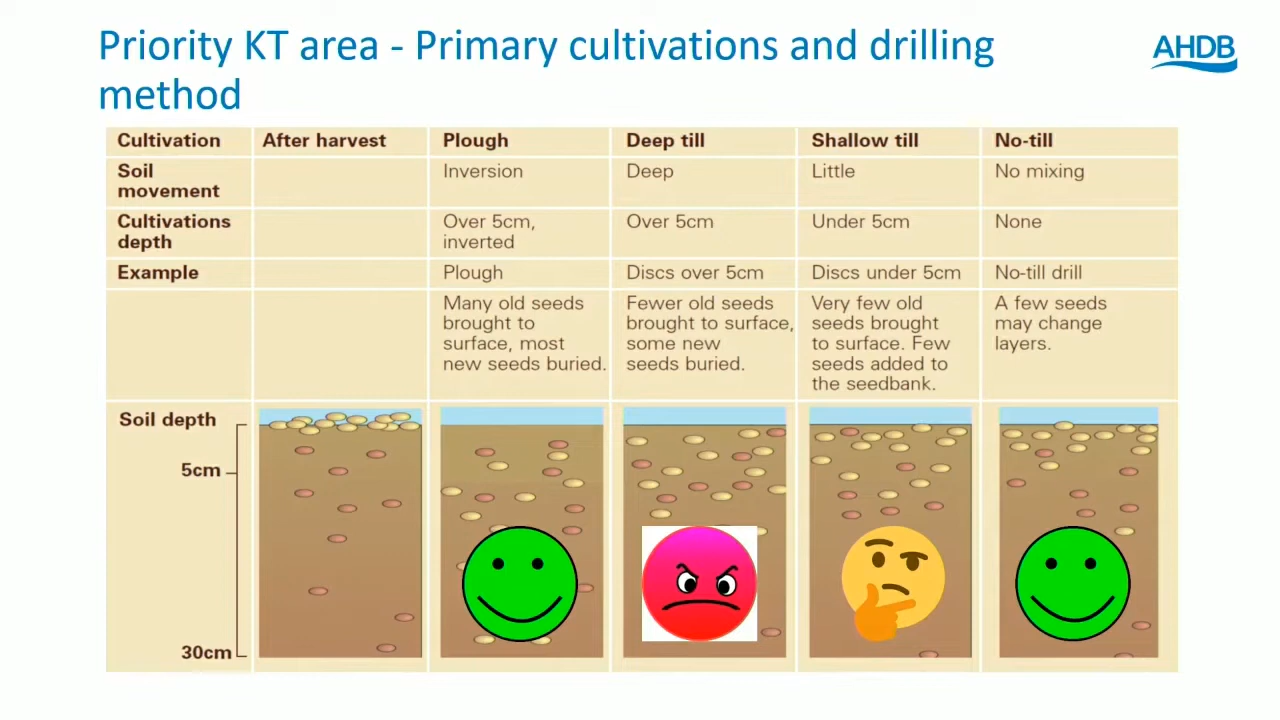 Priority KT area - Primary cultivations and drilling
method
AHDB
Cultivation
After harvest
Plough
Deep till
Shallow till
No-till
Soil
movement
Inversion
Deep
Little
No mixing
Cultivations
depth
Over 5cm,
inverted
Over 5cm
Under 5cm
None
Example
Plough
Discs over 5cm
Discs under 5cm
No-till drill
Many old seeds
brought to
surface, most
new seeds buried.
Fewer old seeds
brought to surface,
some new
seeds buried.
Very few old
seeds brought
to surface. Few
seeds added to
the seedbank.
A few seeds
may change
layers.
Soil depth
5cm
30cm